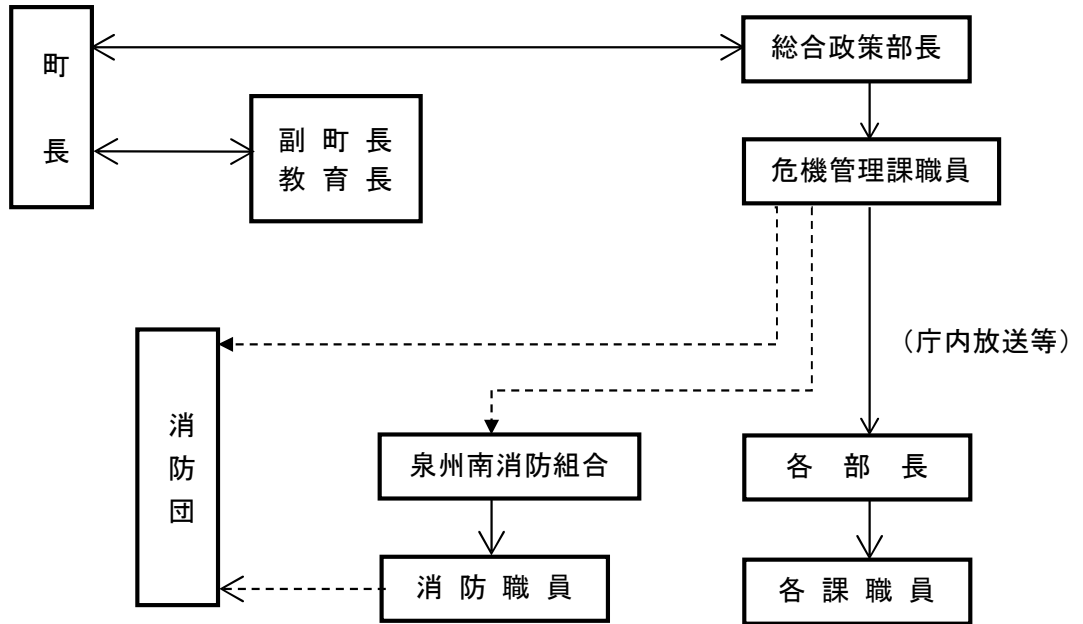 町長
総合政策部長
副町長
教育長
危機管理課職員
（庁内放送等）
消防団
泉州南消防組合
各部長
消防職員
各課職員